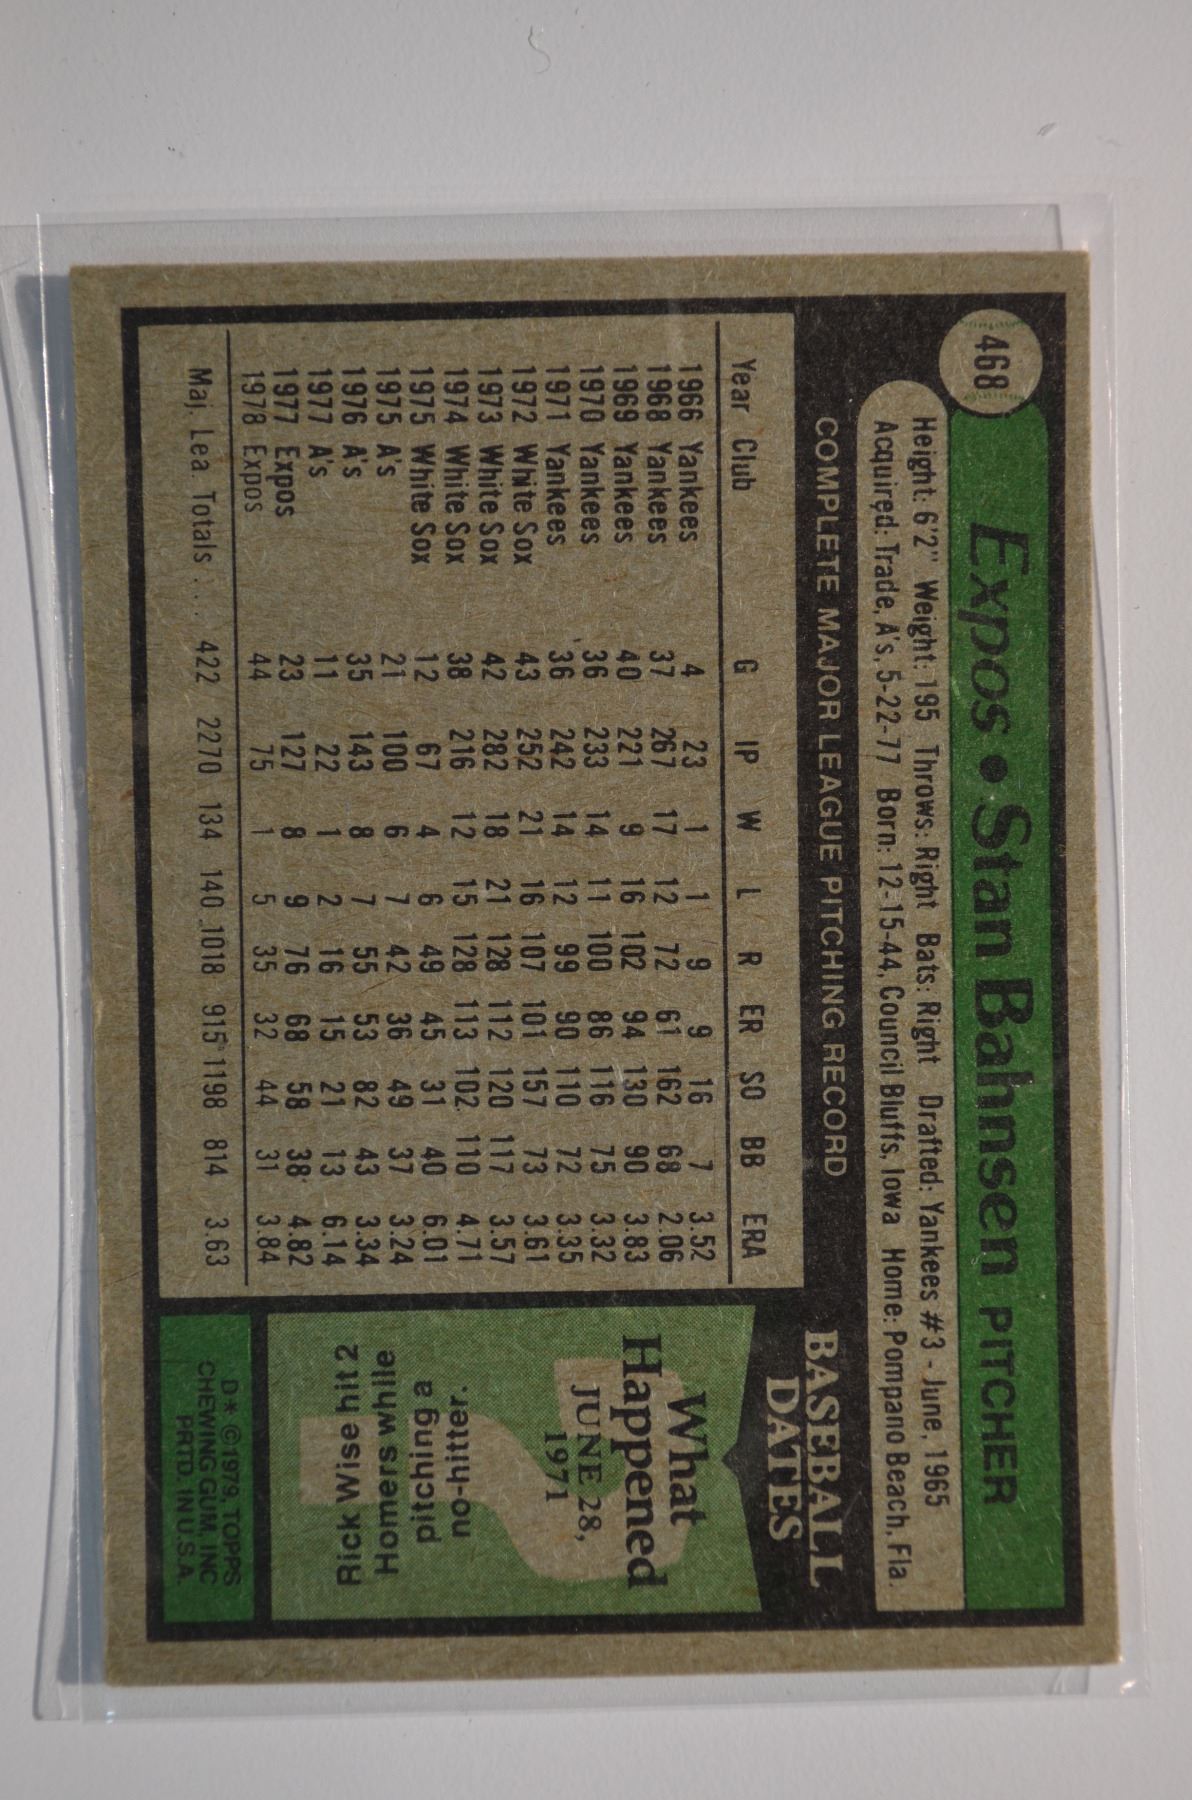 468
Expos • Stan Bahnsen PITCHER
Height: 6'2" Weight: 195 Throws: Right Bats: Right Drafted: Yankees #3 - June, 1965
Acquired: Trade, A's, 5-22-77 Born: 12-15-44, Council Bluffs, Iowa Home: Pompano Beach, Fla.
COMPLETE MAJOR LEAGUE PITCHING RECORD
Year Club G IP W L R ER SO BB ERA
1966 Yankees 4 23 1 1 9 9 16 7 3.52
1968 Yankees 37 267 17 12 72 61 162 68 2.06
1969 Yankees 40 221 9 16 102 94 130 90 3.83
1970 Yankees 36 233 14 11 100 86 116 75 3.32
1971 Yankees 36 242 14 12 99 90 110 72 3.35
1972 White Sox 43 252 21 16 107 101 157 73 3.61
1973 White Sox 42 282 18 21 128 112 120 117 3.57
1974 White Sox 38 216 12 15 128 113 102 110 4.71
1975 White Sox 12 67 4 6 49 45 31 40 6.01
1975 A's 21 100 6 7 42 36 49 37 3.24
1976 A's 35 143 8 7 55 53 82 43 3.34
1977 A's 11 22 1 2 16 15 21 13 6.14
1977 Expos 23 127 8 9 76 68 58 38 4.82
1978 Expos 44 75 1 5 35 32 44 31 3.84
Maj. Lea. Totals . . . 422 2270 134 140 1018 915 1198 814 3.63
BASEBALL
DATES
What
Happened
JUNE 28,
1971
Rick Wise hit 2
Homers while
pitching a
no-hitter.
D* ©1979, TOPPS
CHEWING GUM, INC
PRTD. IN U.S.A.